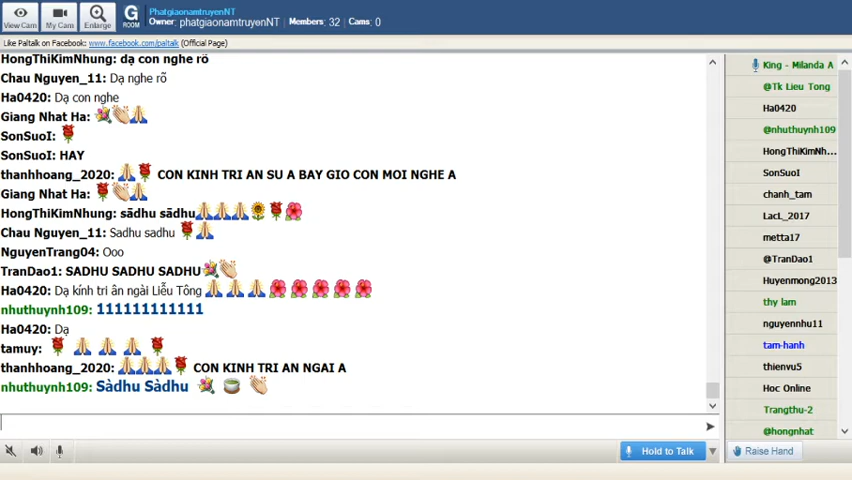 View Cam
My Cam
Enlarge
G ROOM
PhatgiaonamtruyenNT
Owner: phatgiaonamtruyenNT Members: 32 Cams: 0
Like Paltalk on Facebook: www.facebook.com/paltalk (Official Page)
HongThiKimNhung: dạ con nghe rõ
Chau Nguyen_11: Dạ nghe rõ
Ha0420: Dạ con nghe
Giang Nhat Ha: 💐👏🙏
SonSuoI: 🌹
SonSuoI: HAY
thanhhoang_2020: 🙏🌹 CON KINH TRI AN SU A BAY GIO CON MOI NGHE A
Giang Nhat Ha: 🌹👏🙏
HongThiKimNhung: sādhu sādhu🙏🙏🙏🌻🌹🌺
Chau Nguyen_11: Sadhu sadhu 🌹🙏
NguyenTrang04: Ooo
TranDao1: SADHU SADHU SADHU💐👏
Ha0420: Dạ kính tri ân ngài Liễu Tông 🙏🙏🙏🌺🌺🌺🌺🌺
nhuthuynh109: 111111111111
Ha0420: Dạ
tamuy: 🌹🙏🙏🙏🌹
thanhhoang_2020: 🙏🙏🙏🌹 CON KINH TRI AN NGAI A
nhuthuynh109: Sàdhu Sàdhu 💐🍵👏
King - Milanda A
@Tk Lieu Tong
Ha0420
@nhuthuynh109
HongThiKimNh...
SonSuoI
chanh_tam
LacL_2017
metta17
@TranDao1
Huyenmong2013
thy lam
nguyennhu11
tam-hanh
thienvu5
Hoc Online
Trangthu-2
@hongnhat
Hold to Talk
Raise Hand